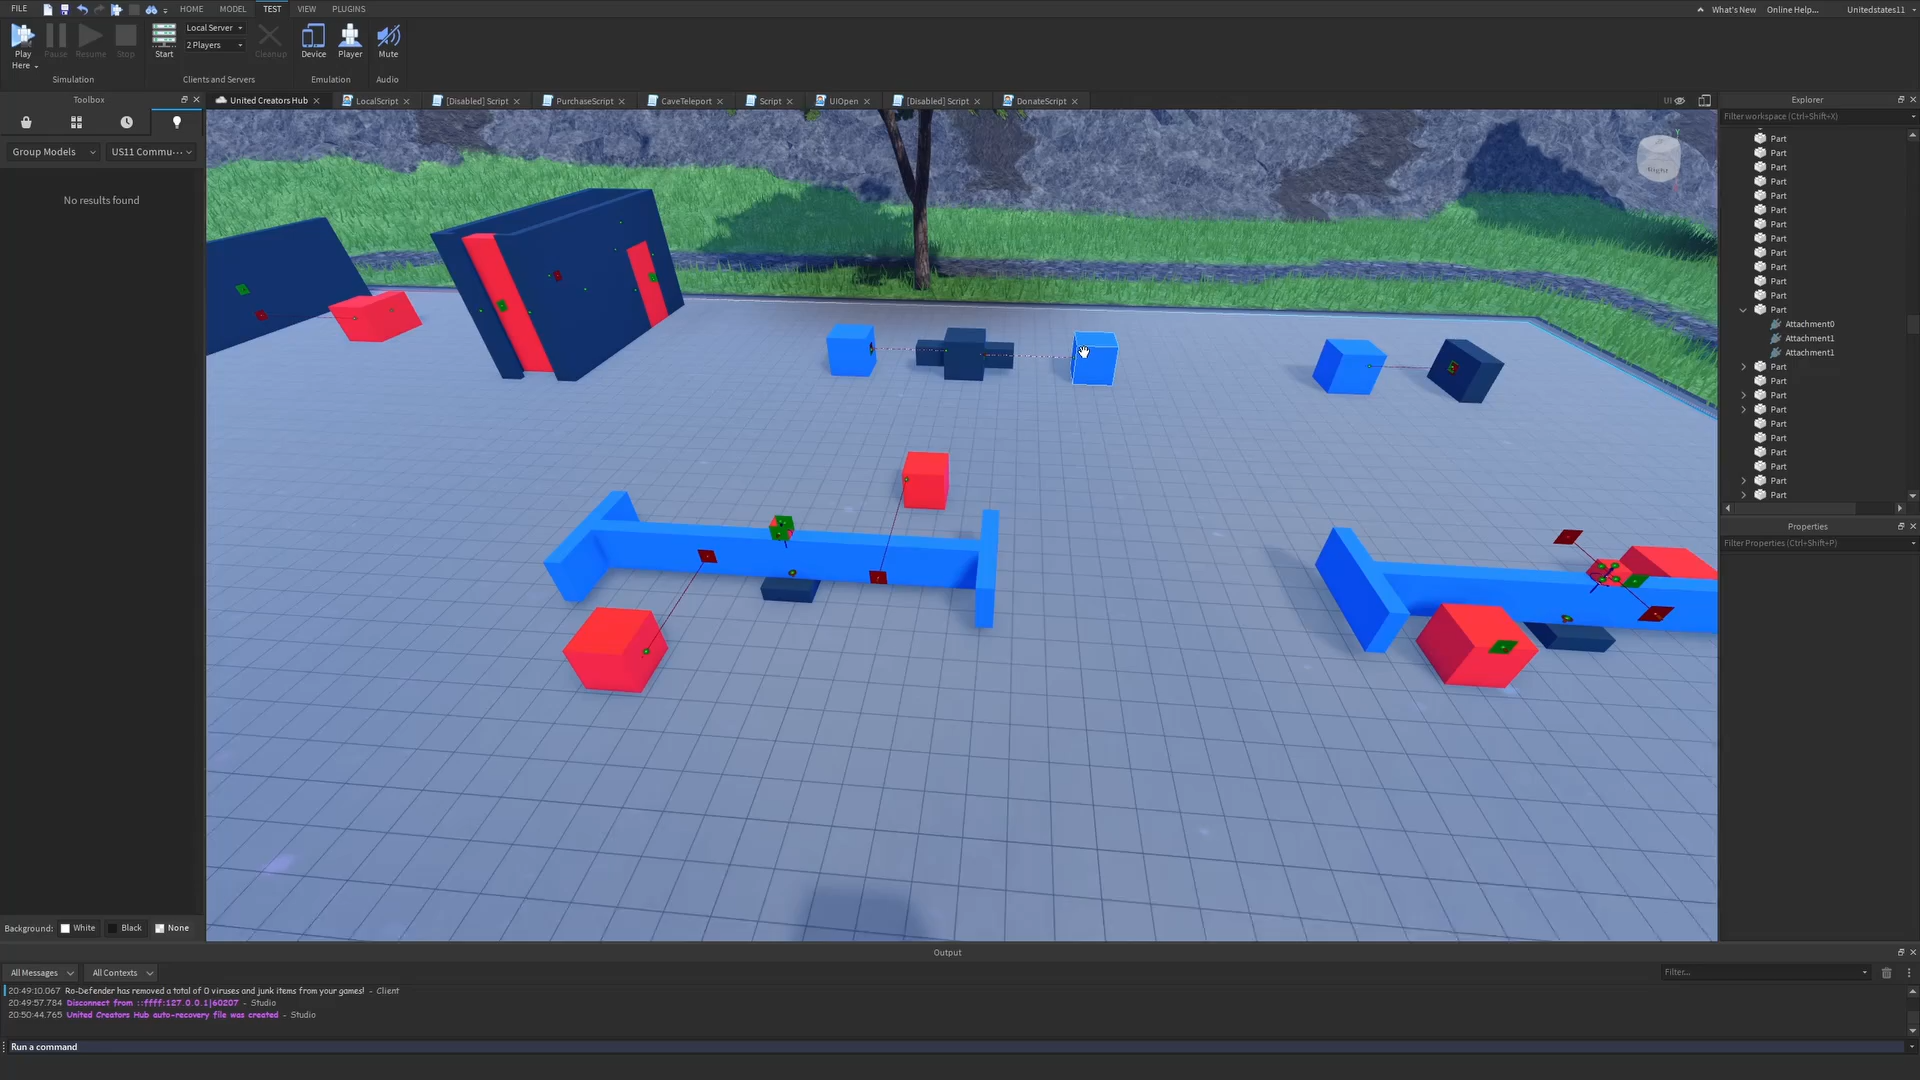 FILE HOME MODEL TEST VIEW PLUGINS What's New Online Help... Unitedstates11
Play Here Pause Resume Stop
Simulation
Start Local Server
2 Players Cleanup
Clients and Servers
Device Player
Emulation
Mute
Audio
Toolbox
Group Models US11 Commu···
No results found
Background: White Black None
United Creators Hub LocalScript [Disabled] Script PurchaseScript CaveTeleport Script UIOpen [Disabled] Script DonateScript UI
Right
Explorer
Filter workspace (Ctrl+Shift+X)
Part
Part
Part
Part
Part
Part
Part
Part
Part
Part
Part
Part
Part
Attachment0
Attachment1
Attachment1
Part
Part
Part
Part
Part
Part
Part
Part
Part
Part
Properties
Filter Properties (Ctrl+Shift+P)
Output
All Messages All Contexts Filter...
20:49:10.067 Ro-Defender has removed a total of 0 viruses and junk items from your games! - Client
20:49:57.784 Disconnect from ::ffff:127.0.0.1|60207 - Studio
20:50:44.765 United Creators Hub auto-recovery file was created - Studio
Run a command